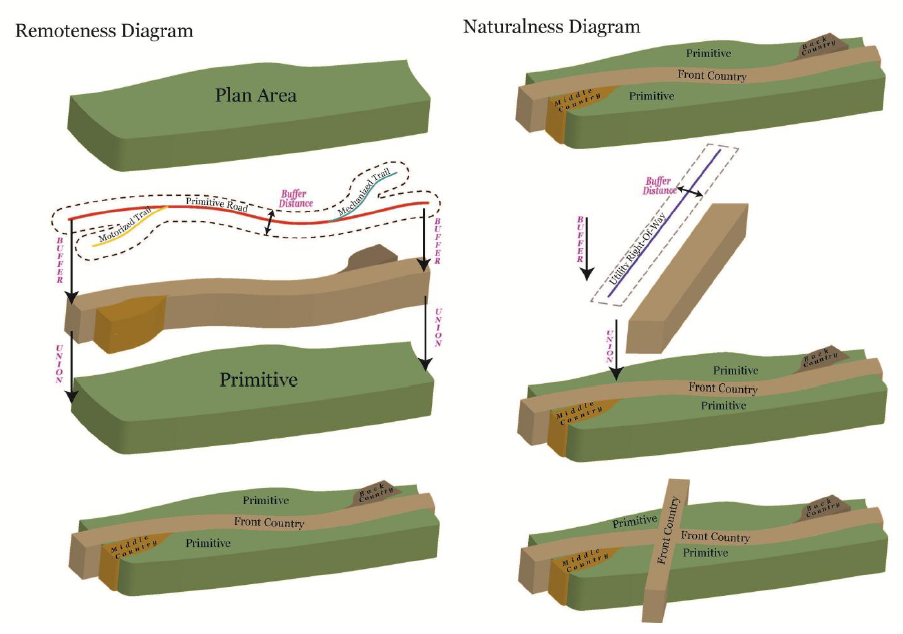 Remoteness Diagram
Plan Area
Primitive Road
Buffer
Distance
Mechanized Trail
Motorized Trail
BUFFER
BUFFER
UNION
UNION
Primitive
Primitive
Back
Country
Front Country
Middle
Country
Primitive
Naturalness Diagram
Primitive
Back
Country
Front Country
Middle
Country
Primitive
Buffer
Distance
BUFFER
Utility Right-Of-Way
UNION
Primitive
Back
Country
Front Country
Middle
Country
Primitive
Primitive
Front Country
Back
Country
Front Country
Middle
Country
Primitive